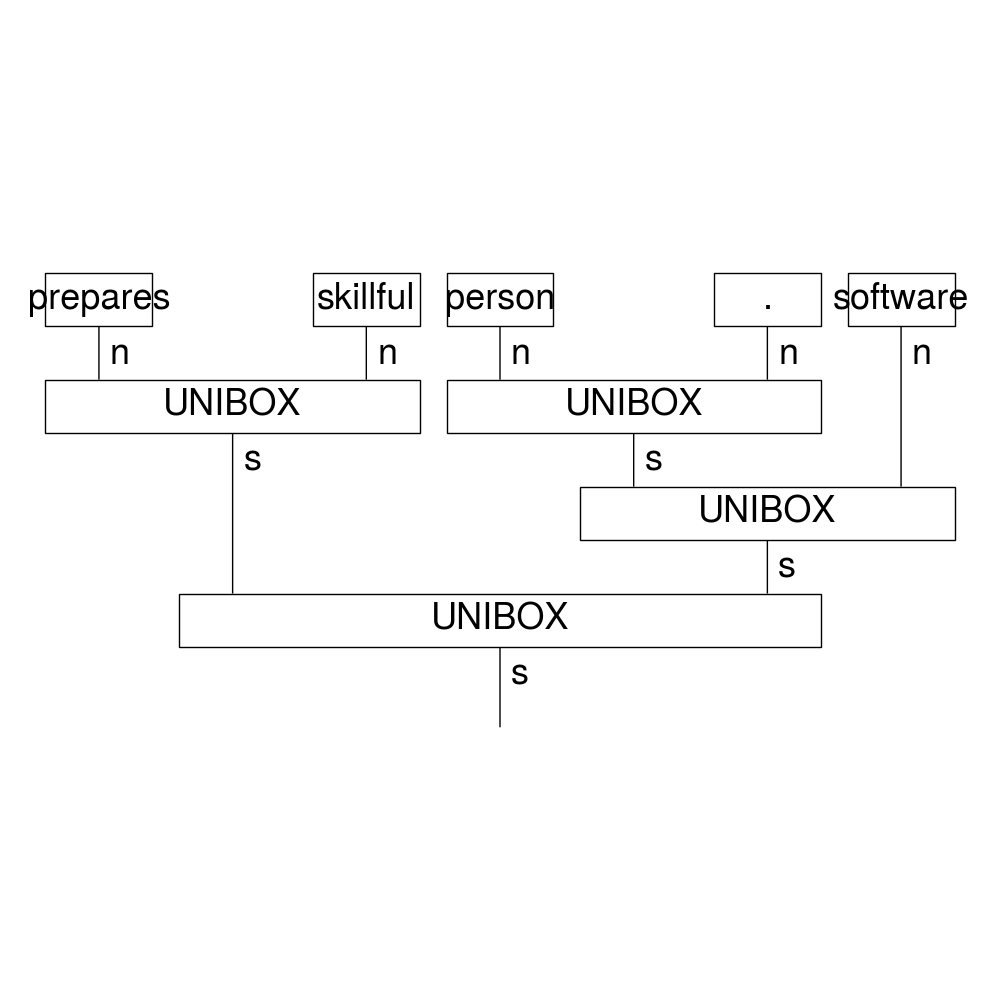 prepares skillful person . software
n n n n n
UNIBOX UNIBOX
s s
UNIBOX
s
UNIBOX
s